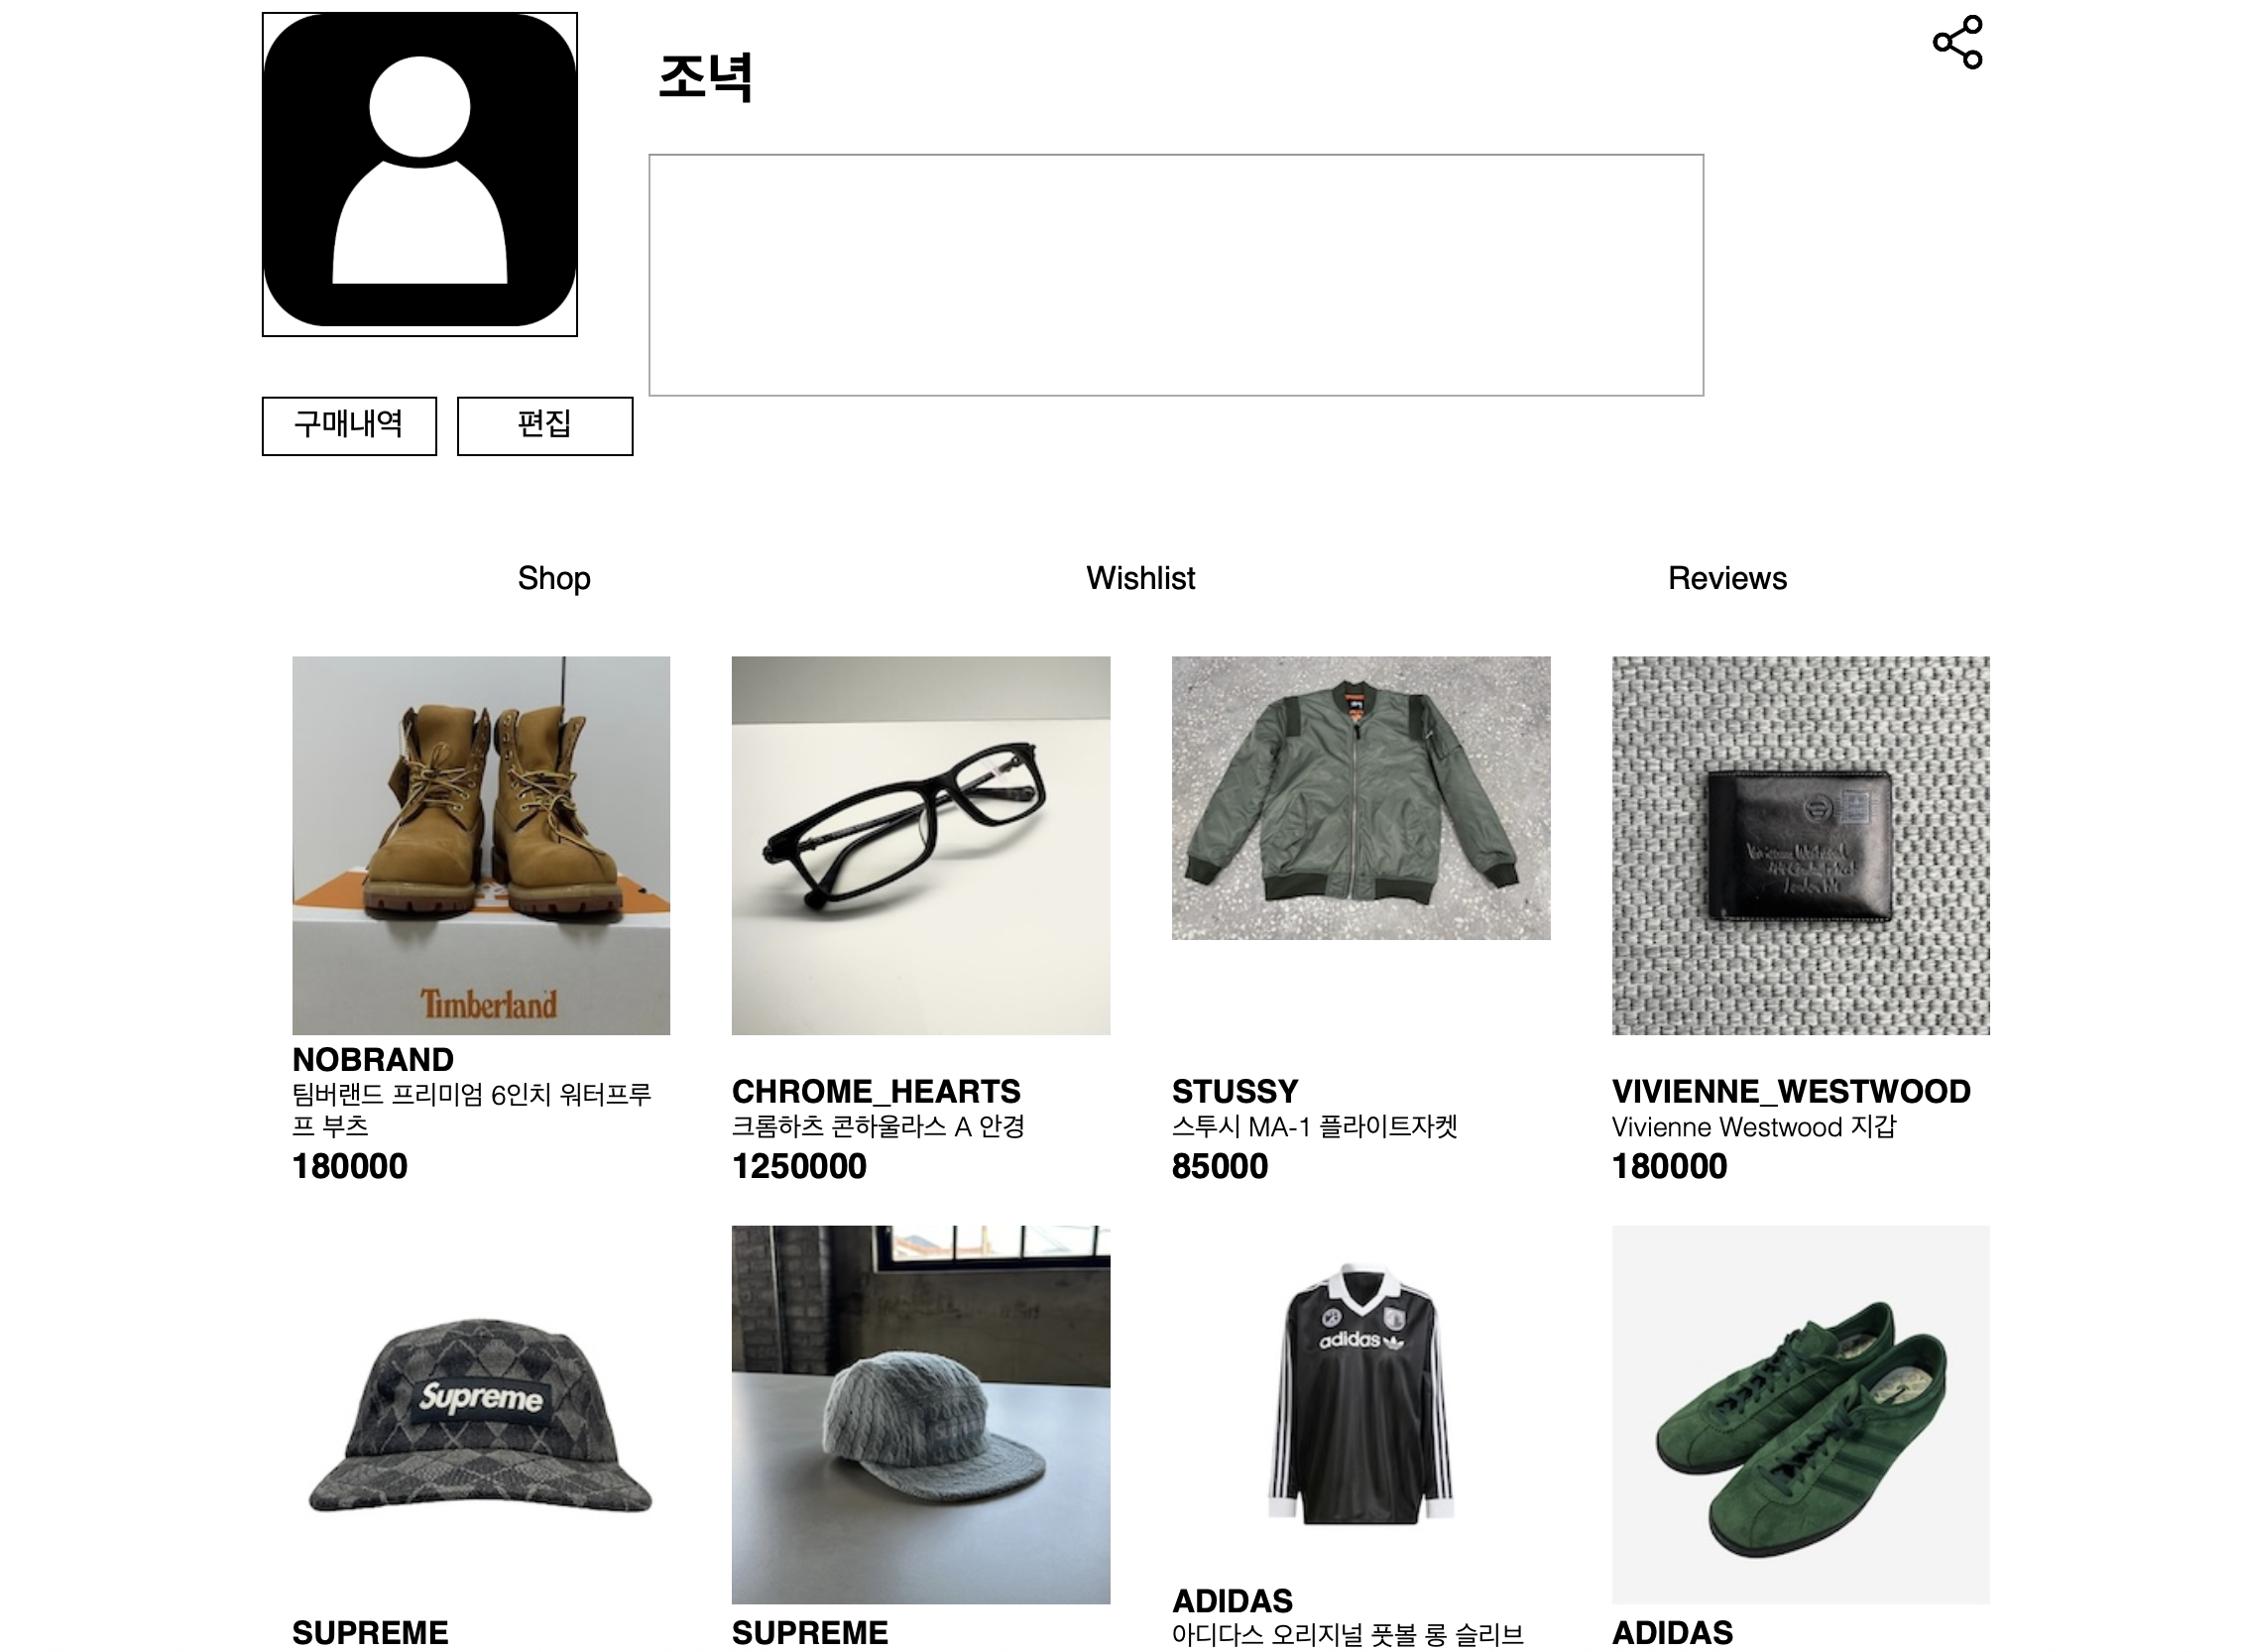 조녁
구매내역
편집
Shop
Wishlist
Reviews
Timberland
NOBRAND
팀버랜드 프리미엄 6인치 워터프루
프 부츠
180000
CHROME_HEARTS
크롬하츠 콘하울라스 A 안경
1250000
STUSSY
스투시 MA-1 플라이트자켓
85000
VIVIENNE_WESTWOOD
Vivienne Westwood 지갑
180000
Supreme
adidas
SUPREME
SUPREME
ADIDAS
아디다스 오리지널 풋볼 롱 슬리브
ADIDAS